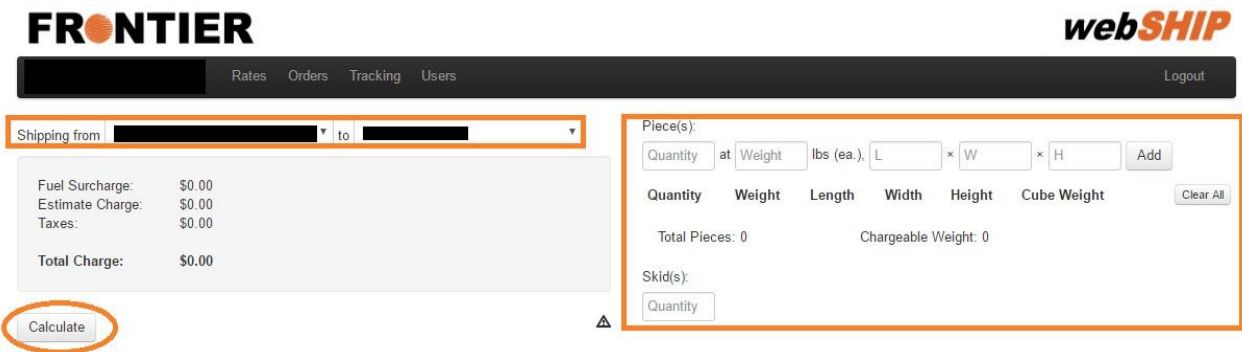 FRONTIER
webSHIP
Rates Orders Tracking Users Logout
Shipping from to
Fuel Surcharge: $0.00
Estimate Charge: $0.00
Taxes: $0.00
Total Charge: $0.00
Calculate
Piece(s):
Quantity at Weight lbs (ea.), L × W × H Add
Quantity Weight Length Width Height Cube Weight Clear All
Total Pieces: 0 Chargeable Weight: 0
Skid(s):
Quantity